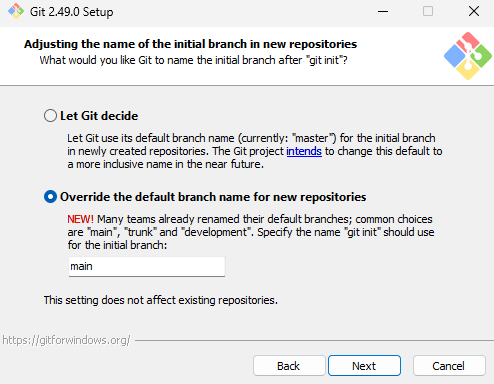 Git 2.49.0 Setup
Adjusting the name of the initial branch in new repositories
What would you like Git to name the initial branch after "git init"?
Let Git decide
Let Git use its default branch name (currently: "master") for the initial branch
in newly created repositories. The Git project intends to change this default to
a more inclusive name in the near future.
Override the default branch name for new repositories
NEW! Many teams already renamed their default branches; common choices
are "main", "trunk" and "development". Specify the name "git init" should use
for the initial branch:
main
This setting does not affect existing repositories.
https://gitforwindows.org/
Back Next Cancel